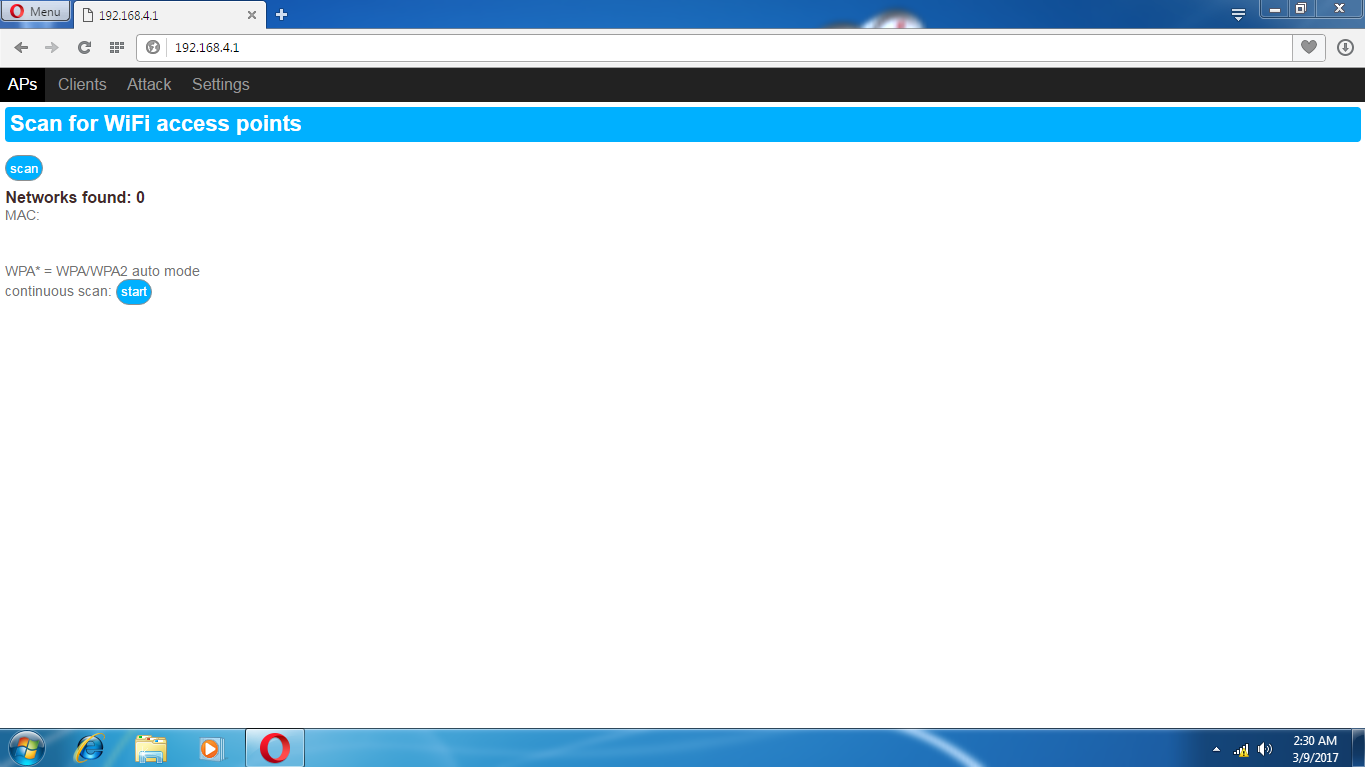 Menu
192.168.4.1
192.168.4.1
APs Clients Attack Settings
Scan for WiFi access points
scan
Networks found: 0
MAC:
WPA* = WPA/WPA2 auto mode
continuous scan: start
2:30 AM
3/9/2017